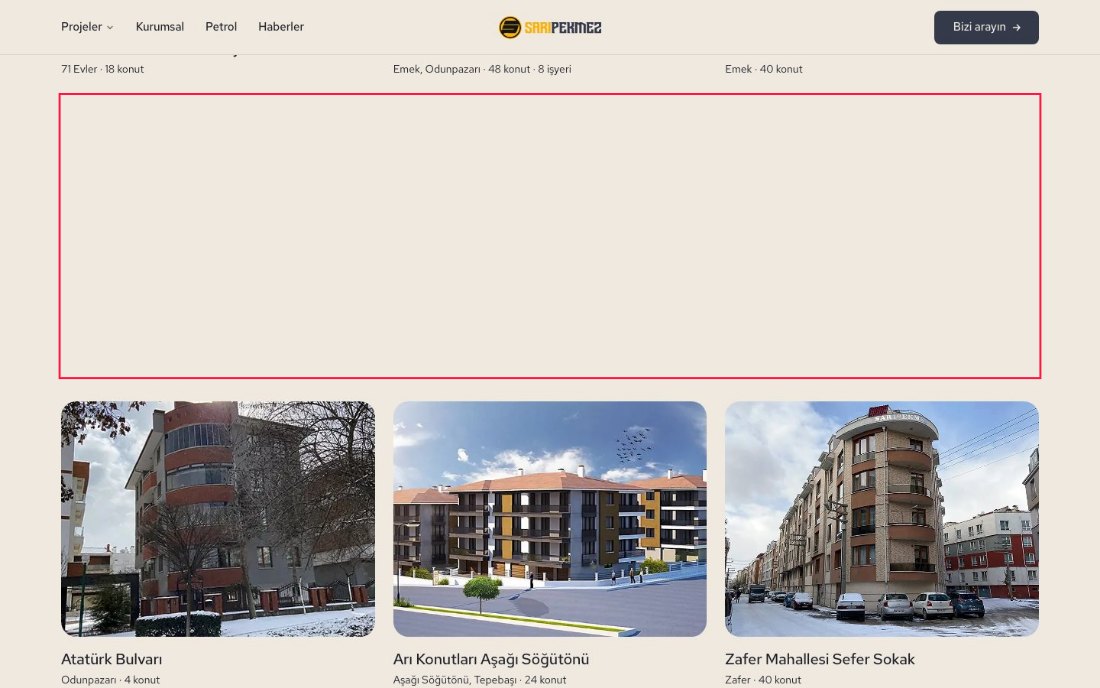 Projeler
Kurumsal
Petrol
Haberler
SARIPEKMEZ
Bizi arayın →
71 Evler · 18 konut
Emek, Odunpazarı · 48 konut · 8 işyeri
Emek · 40 konut
Atatürk Bulvarı
Odunpazarı · 4 konut
Arı Konutları Aşağı Söğütönü
Aşağı Söğütönü, Tepebaşı · 24 konut
Zafer Mahallesi Sefer Sokak
Zafer · 40 konut